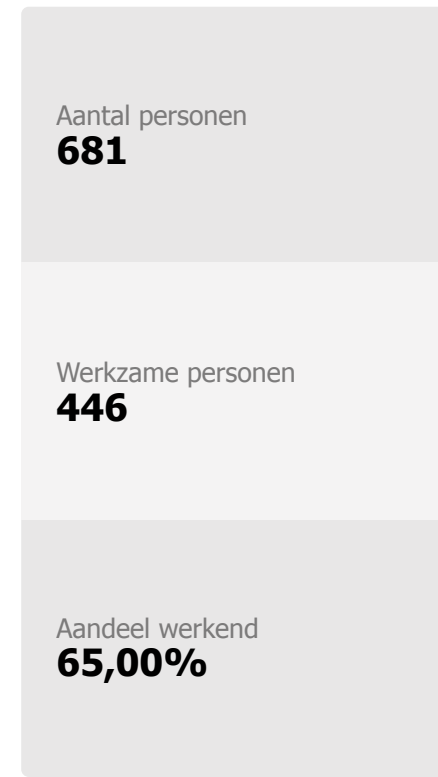 Aantal personen
681
Werkzame personen
446
Aandeel werkend
65,00%